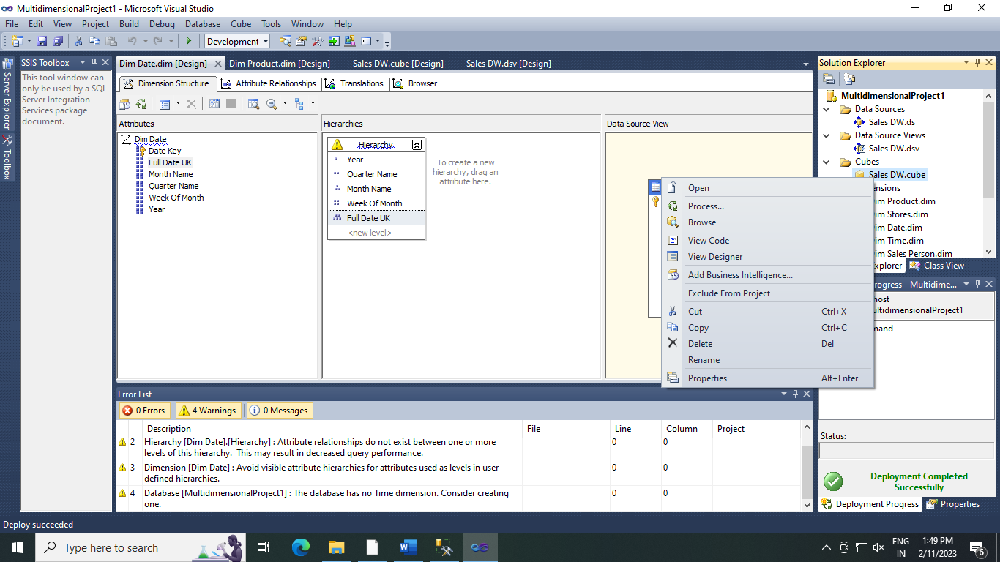 MultidimensionalProject1 - Microsoft Visual Studio
File Edit View Project Build Debug Database Cube Tools Window Help
Development
SSIS Toolbox
This tool window can
only be used by a SQL
Server Integration
Services package
document.
Server Explorer
Toolbox
Dim Date.dim [Design] Dim Product.dim [Design] Sales DW.cube [Design] Sales DW.dsv [Design]
Dimension Structure Attribute Relationships Translations Browser
Attributes
Dim Date
Date Key
Full Date UK
Month Name
Quarter Name
Week Of Month
Year
Hierarchies
Hierarchy
Year
Quarter Name
Month Name
Week Of Month
Full Date UK
<new level>
To create a new
hierarchy, drag an
attribute here.
Data Source View
Open
Process...
Browse
View Code
View Designer
Add Business Intelligence...
Exclude From Project
Cut Ctrl+X
Copy Ctrl+C
Delete Del
Rename
Properties Alt+Enter
Solution Explorer
MultidimensionalProject1
Data Sources
Sales DW.ds
Data Source Views
Sales DW.dsv
Cubes
Sales DW.cube
ensions
im Product.dim
im Stores.dim
im Date.dim
im Time.dim
im Sales Person.dim
xplorer Class View
rogress - Multidime...
host
ultidimensionalProject1
mand
Status:
Deployment Completed
Successfully
Deployment Progress Properties
Error List
0 Errors 4 Warnings 0 Messages
Description File Line Column Project
2 Hierarchy [Dim Date].[Hierarchy] : Attribute relationships do not exist between one or more 0 0
levels of this hierarchy. This may result in decreased query performance.
3 Dimension [Dim Date] : Avoid visible attribute hierarchies for attributes used as levels in user- 0 0
defined hierarchies.
4 Database [MultidimensionalProject1] : The database has no Time dimension. Consider creating 0 0
one.
Deploy succeeded
Type here to search
ENG
IN
1:49 PM
2/11/2023
6